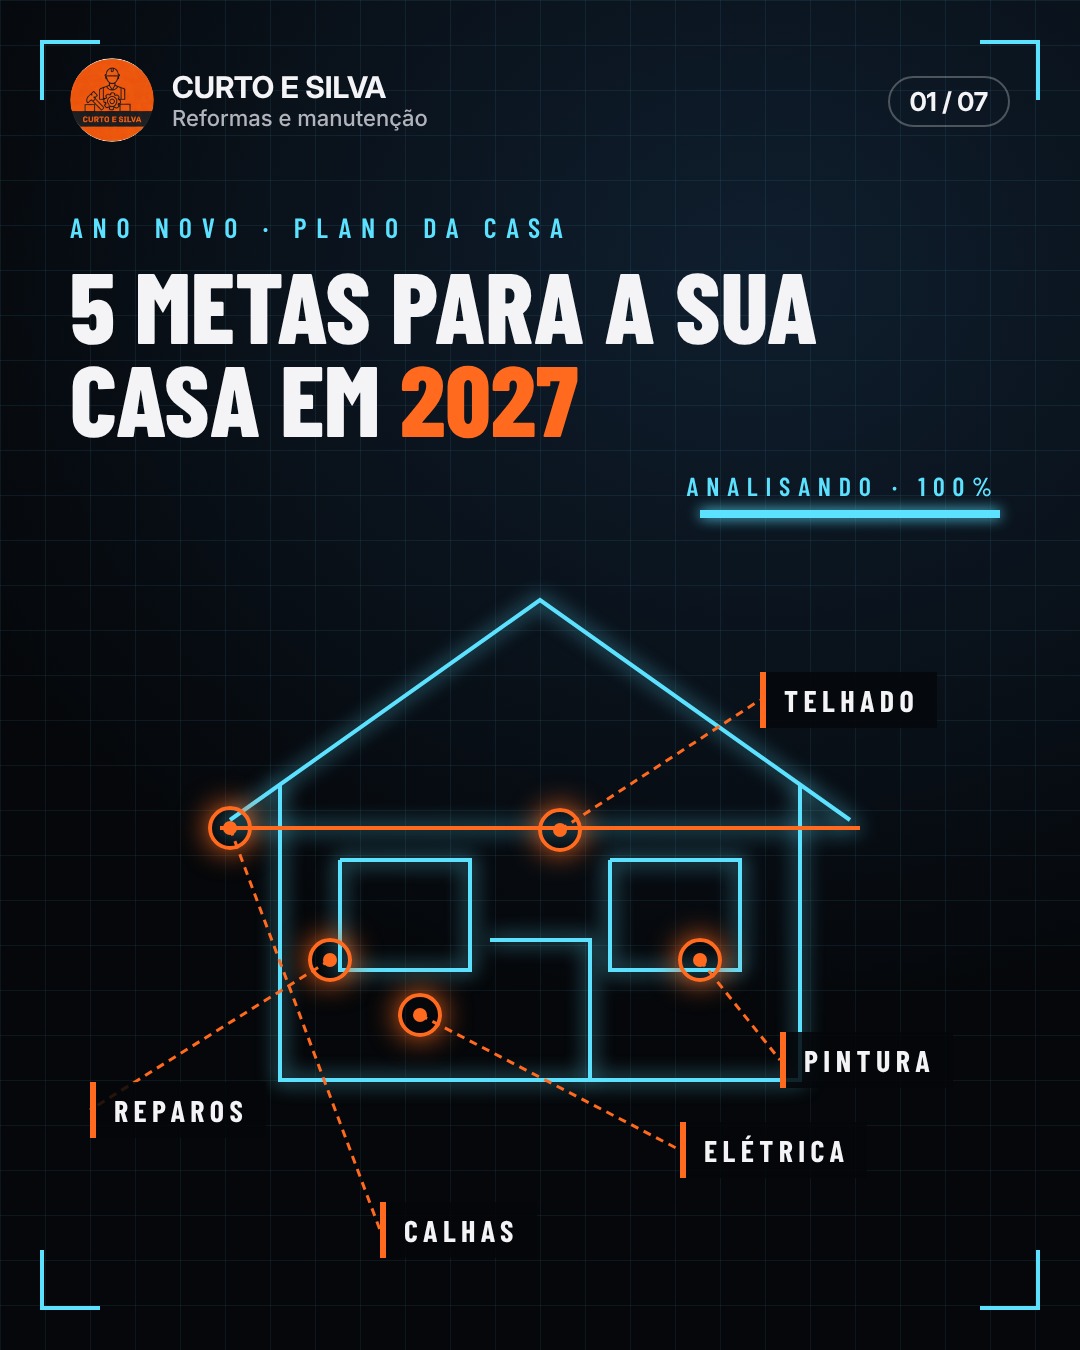 CURTO E SILVA
Reformas e manutenção
CURTO E SILVA
01 / 07
ANO NOVO · PLANO DA CASA
5 METAS PARA A SUA
CASA EM 2027
ANALISANDO · 100%
TELHADO
PINTURA
REPAROS
ELÉTRICA
CALHAS